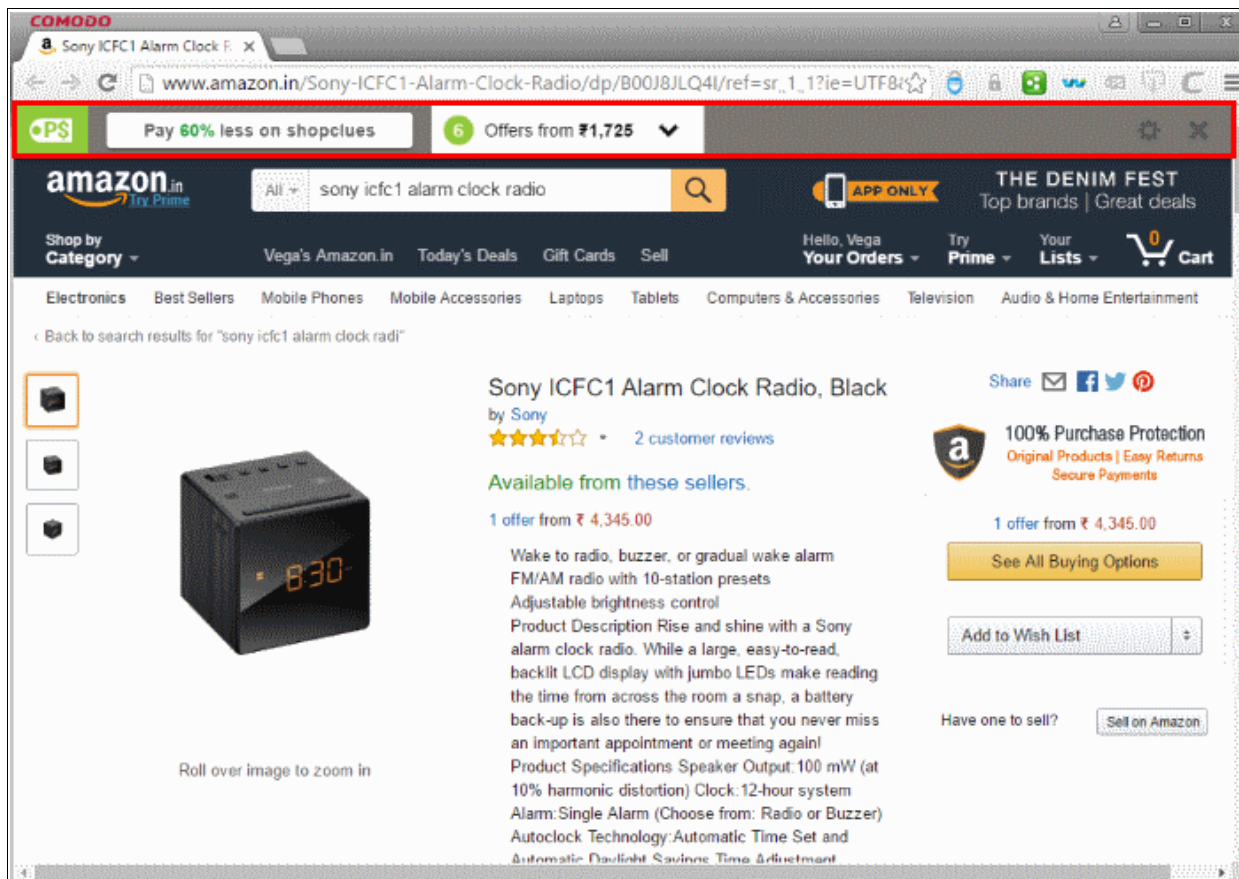 COMODO
Sony ICFC1 Alarm Clock R
www.amazon.in/Sony-ICFC1-Alarm-Clock-Radio/dp/B00J8JLQ4I/ref=sr_1_1?ie=UTF8
PS
Pay 60% less on shopclues
6 Offers from ₹1,725
amazon.in
Try Prime
All
sony icfc1 alarm clock radio
APP ONLY
THE DENIM FEST
Top brands | Great deals
Shop by
Category
Vega's Amazon.in Today's Deals Gift Cards Sell
Hello, Vega
Your Orders
Try
Prime
Your
Lists
0
Cart
Electronics Best Sellers Mobile Phones Mobile Accessories Laptops Tablets Computers & Accessories Television Audio & Home Entertainment
‹ Back to search results for "sony icfc1 alarm clock radi"
Sony ICFC1 Alarm Clock Radio, Black
by Sony
2 customer reviews
Available from these sellers.
1 offer from ₹ 4,345.00
Wake to radio, buzzer, or gradual wake alarm
FM/AM radio with 10-station presets
Adjustable brightness control
Product Description Rise and shine with a Sony
alarm clock radio. While a large, easy-to-read,
backlit LCD display with jumbo LEDs make reading
the time from across the room a snap, a battery
back-up is also there to ensure that you never miss
an important appointment or meeting again!
Product Specifications Speaker Output:100 mW (at
10% harmonic distortion) Clock:12-hour system
Alarm:Single Alarm (Choose from: Radio or Buzzer)
Autoclock Technology:Automatic Time Set and
Automatic Daylight Savings Time Adjustment
8:30
Roll over image to zoom in
Share
a
100% Purchase Protection
Original Products | Easy Returns
Secure Payments
1 offer from ₹ 4,345.00
See All Buying Options
Add to Wish List
Have one to sell?
Sell on Amazon